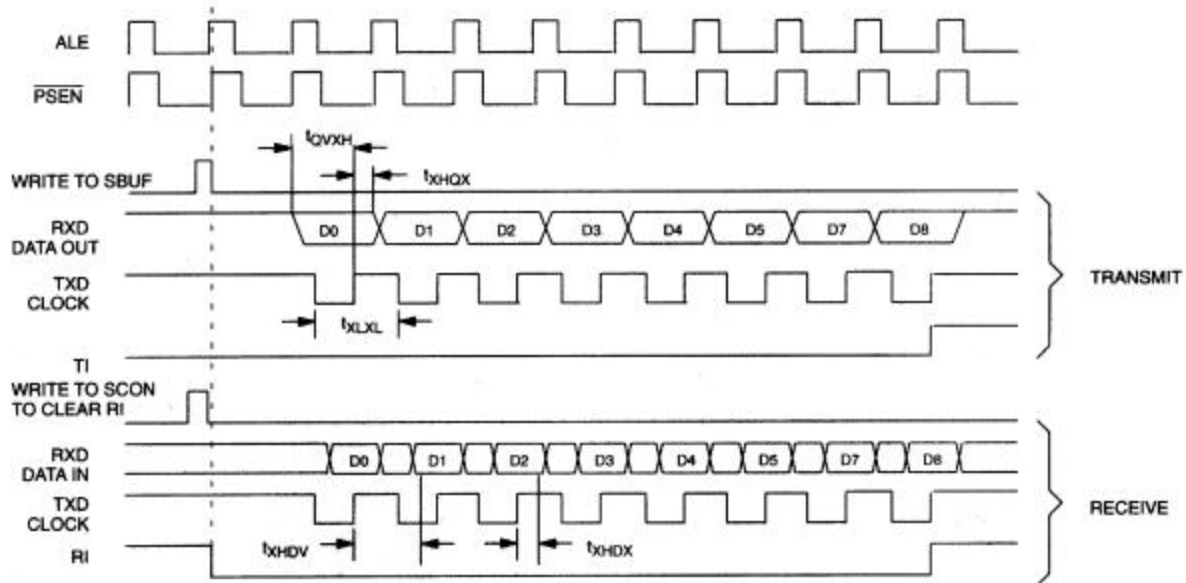 ALE
PSEN
tQVXH
WRITE TO SBUF
tXHQX
RXD
DATA OUT
D0 D1 D2 D3 D4 D5 D7 D8
TXD
CLOCK
TRANSMIT
tXLXL
TI
WRITE TO SCON
TO CLEAR RI
RXD
DATA IN
D0 D1 D2 D3 D4 D5 D7 D8
TXD
CLOCK
RECEIVE
tXHDV
tXHDX
RI